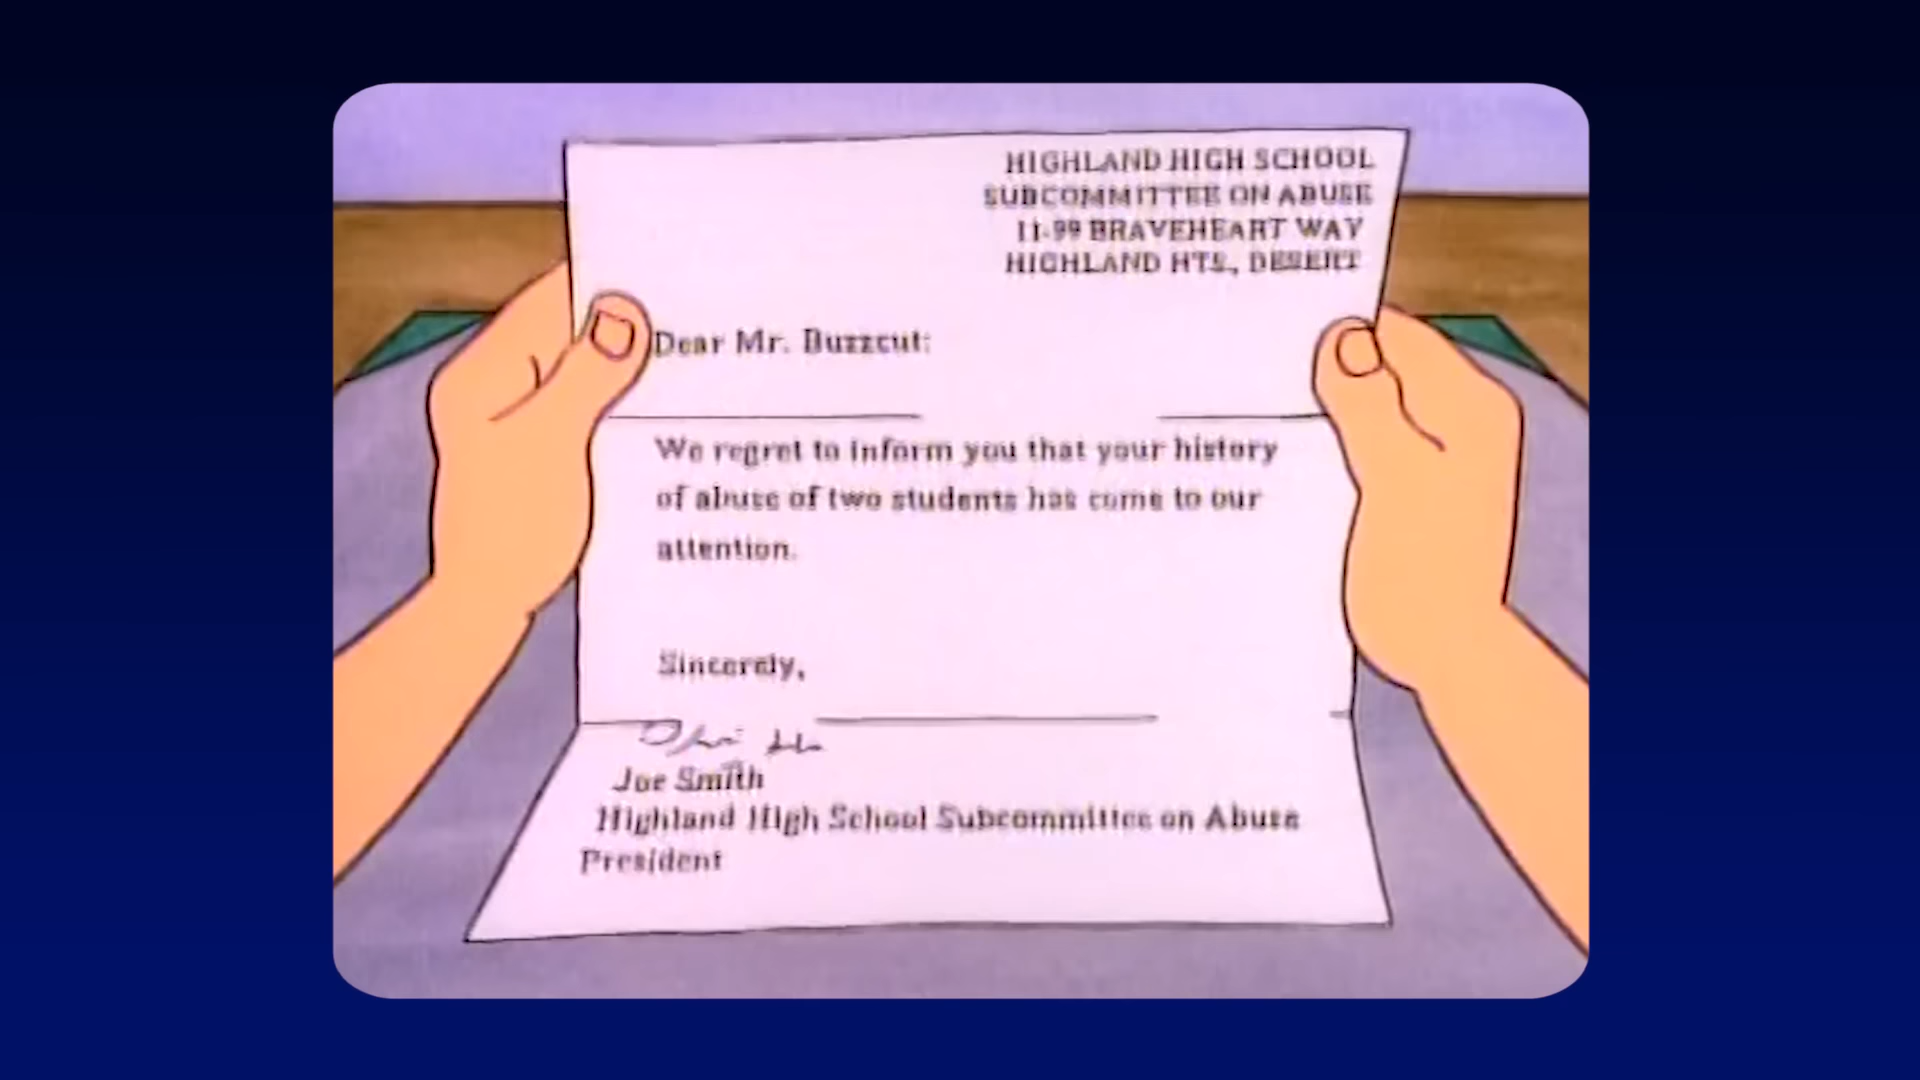 HIGHLAND HIGH SCHOOL
SUBCOMMITTEE ON ABUSE
11-99 BRAVEHEART WAY
HIGHLAND HTS., DESERT
Dear Mr. Buzzcut:
We regret to inform you that your history
of abuse of two students has come to our
attention.
Sincerely,
Joe Smith
Highland High School Subcommittee on Abuse
President